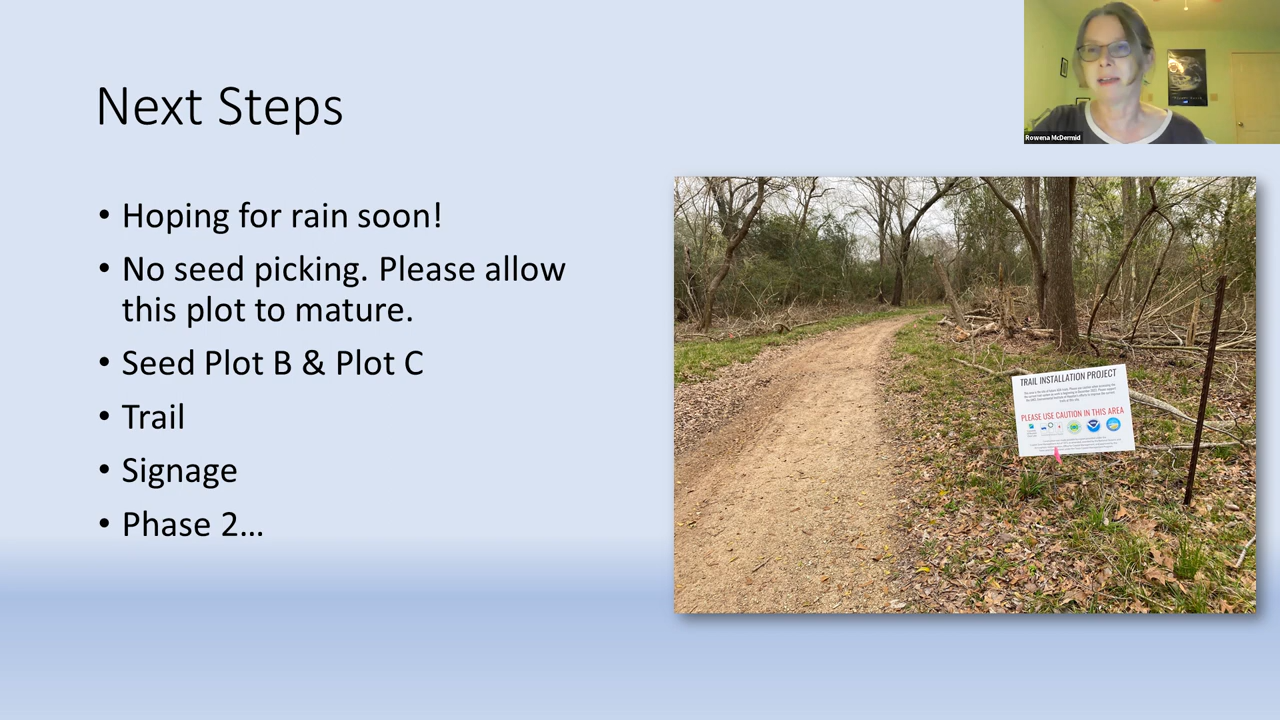 Next Steps
Rowena McDermid
• Hoping for rain soon!
• No seed picking. Please allow
this plot to mature.
• Seed Plot B & Plot C
• Trail
• Signage
• Phase 2...
TRAIL INSTALLATION PROJECT
PLEASE USE CAUTION IN THIS AREA